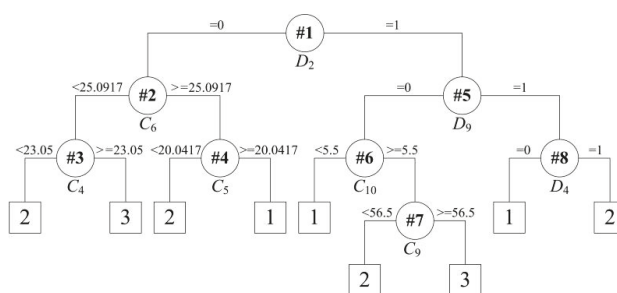 =0 #1 =1
D2
<25.0917 #2 >=25.0917 =0 #5 =1
C6 D9
<23.05 #3 >=23.05 <20.0417 #4 >=20.0417 <5.5 #6 >=5.5 =0 #8 =1
C4 C5 C10 D4
2 3 2 1 1 <56.5 #7 >=56.5 1 2
C9
2 3